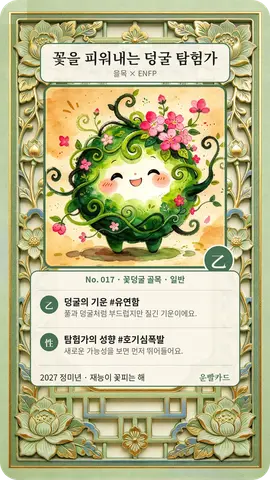 꽃을 피워내는 덩굴 탐험가
을목 × ENFP
乙
No. 017 · 꽃덩굴 골목 · 일반
乙
덩굴의 기운 #유연함
풀과 덩굴처럼 부드럽지만 질긴 기운이에요.
性
탐험가의 성향 #호기심폭발
새로운 가능성을 보면 먼저 뛰어들어요.
2027 정미년 · 재능이 꽃피는 해
운빨카드